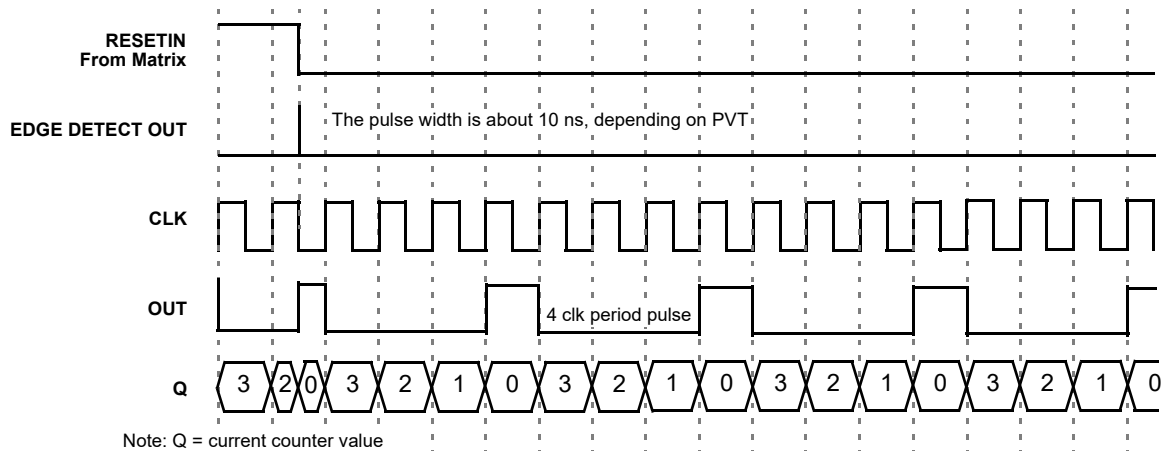 RESETIN
From Matrix
EDGE DETECT OUT
The pulse width is about 10 ns, depending on PVT
CLK
OUT
4 clk period pulse
Q
3 2 0 3 2 1 0 3 2 1 0 3 2 1 0 3 2 1 0
Note: Q = current counter value